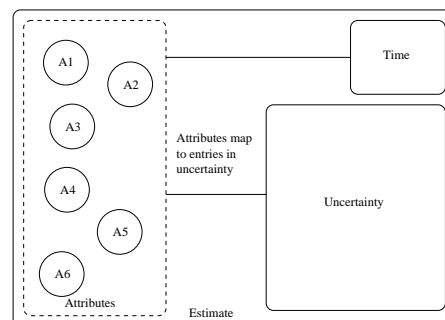 A1
A2
A3
A4
A5
A6
Attributes
Time
Attributes map
to entries in
uncertainty
Uncertainty
Estimate